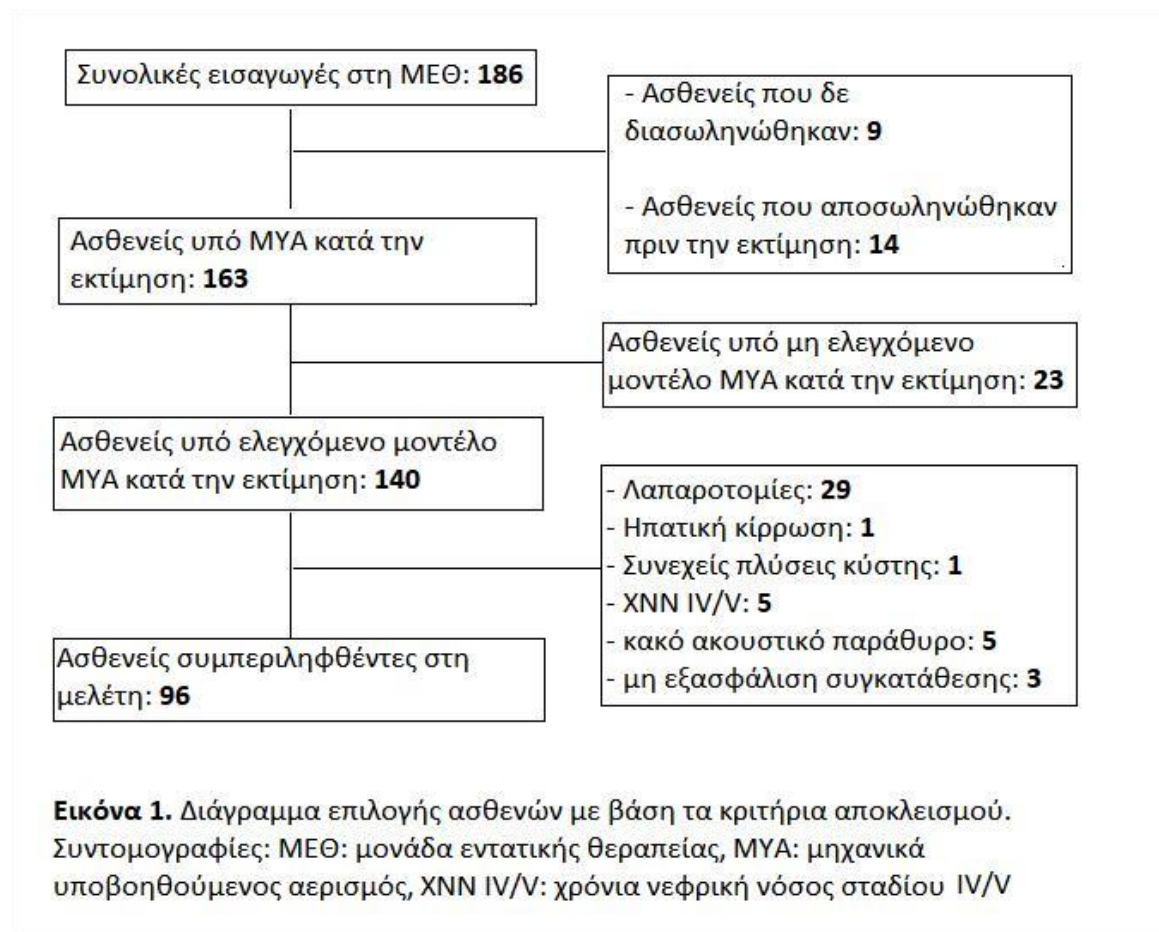 Συνολικές εισαγωγές στη ΜΕΘ: 186
- Ασθενείς που δε
διασωληνώθηκαν: 9
- Ασθενείς που αποσωληνώθηκαν
πριν την εκτίμηση: 14
Ασθενείς υπό ΜΥΑ κατά την
εκτίμηση: 163
Ασθενείς υπό μη ελεγχόμενο
μοντέλο ΜΥΑ κατά την εκτίμηση: 23
Ασθενείς υπό ελεγχόμενο μοντέλο
ΜΥΑ κατά την εκτίμηση: 140
- Λαπαροτομίες: 29
- Ηπατική κίρρωση: 1
- Συνεχείς πλύσεις κύστης: 1
- ΧΝΝ IV/V: 5
- κακό ακουστικό παράθυρο: 5
- μη εξασφάλιση συγκατάθεσης: 3
Ασθενείς συμπεριληφθέντες στη
μελέτη: 96
Εικόνα 1. Διάγραμμα επιλογής ασθενών με βάση τα κριτήρια αποκλεισμού.
Συντομογραφίες: ΜΕΘ: μονάδα εντατικής θεραπείας, ΜΥΑ: μηχανικά
υποβοηθούμενος αερισμός, ΧΝΝ IV/V: χρόνια νεφρική νόσος σταδίου IV/V